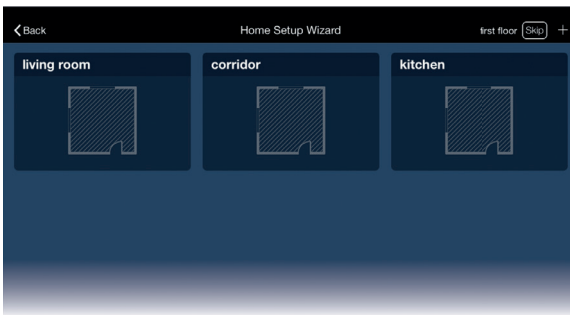 Back
Home Setup Wizard
first floor Skip +
living room
corridor
kitchen